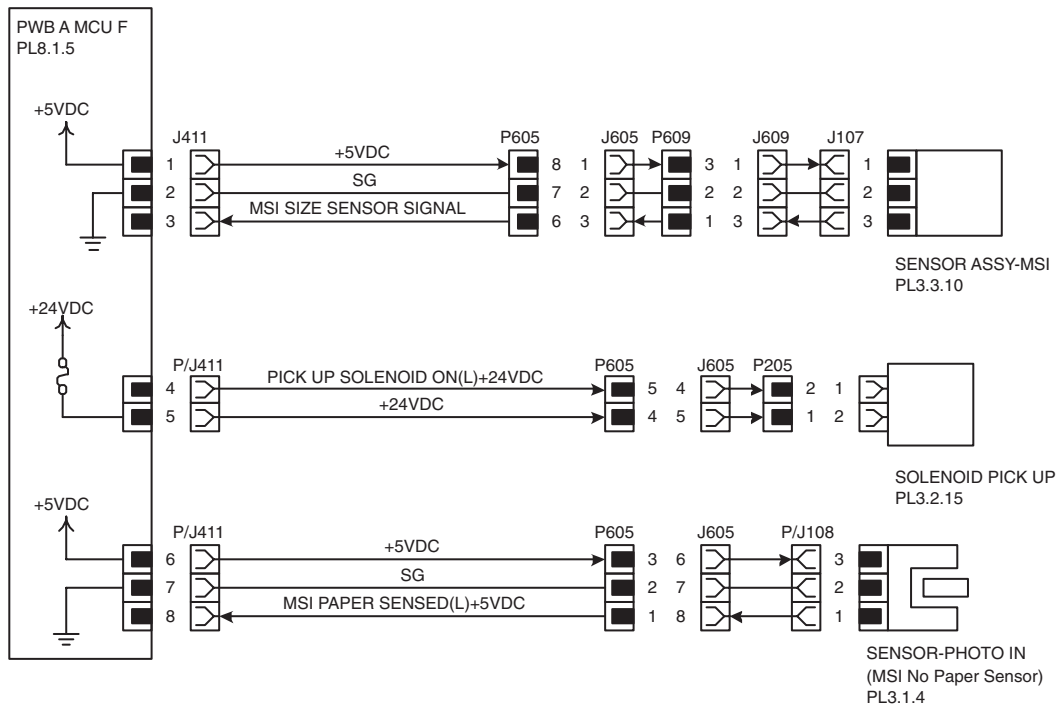 PWB A MCU F
PL8.1.5
+5VDC
J411 P605 J605 P609 J609 J107
1 +5VDC 8 1 3 1 1
2 SG 7 2 2 2 2
3 MSI SIZE SENSOR SIGNAL 6 3 1 3 3
SENSOR ASSY-MSI
PL3.3.10
+24VDC
P/J411 P605 J605 P205
4 PICK UP SOLENOID ON(L)+24VDC 5 4 2 1
5 +24VDC 4 5 1 2
SOLENOID PICK UP
PL3.2.15
+5VDC
P/J411 P605 J605 P/J108
6 +5VDC 3 6 3
7 SG 2 7 2
8 MSI PAPER SENSED(L)+5VDC 1 8 1
SENSOR-PHOTO IN
(MSI No Paper Sensor)
PL3.1.4